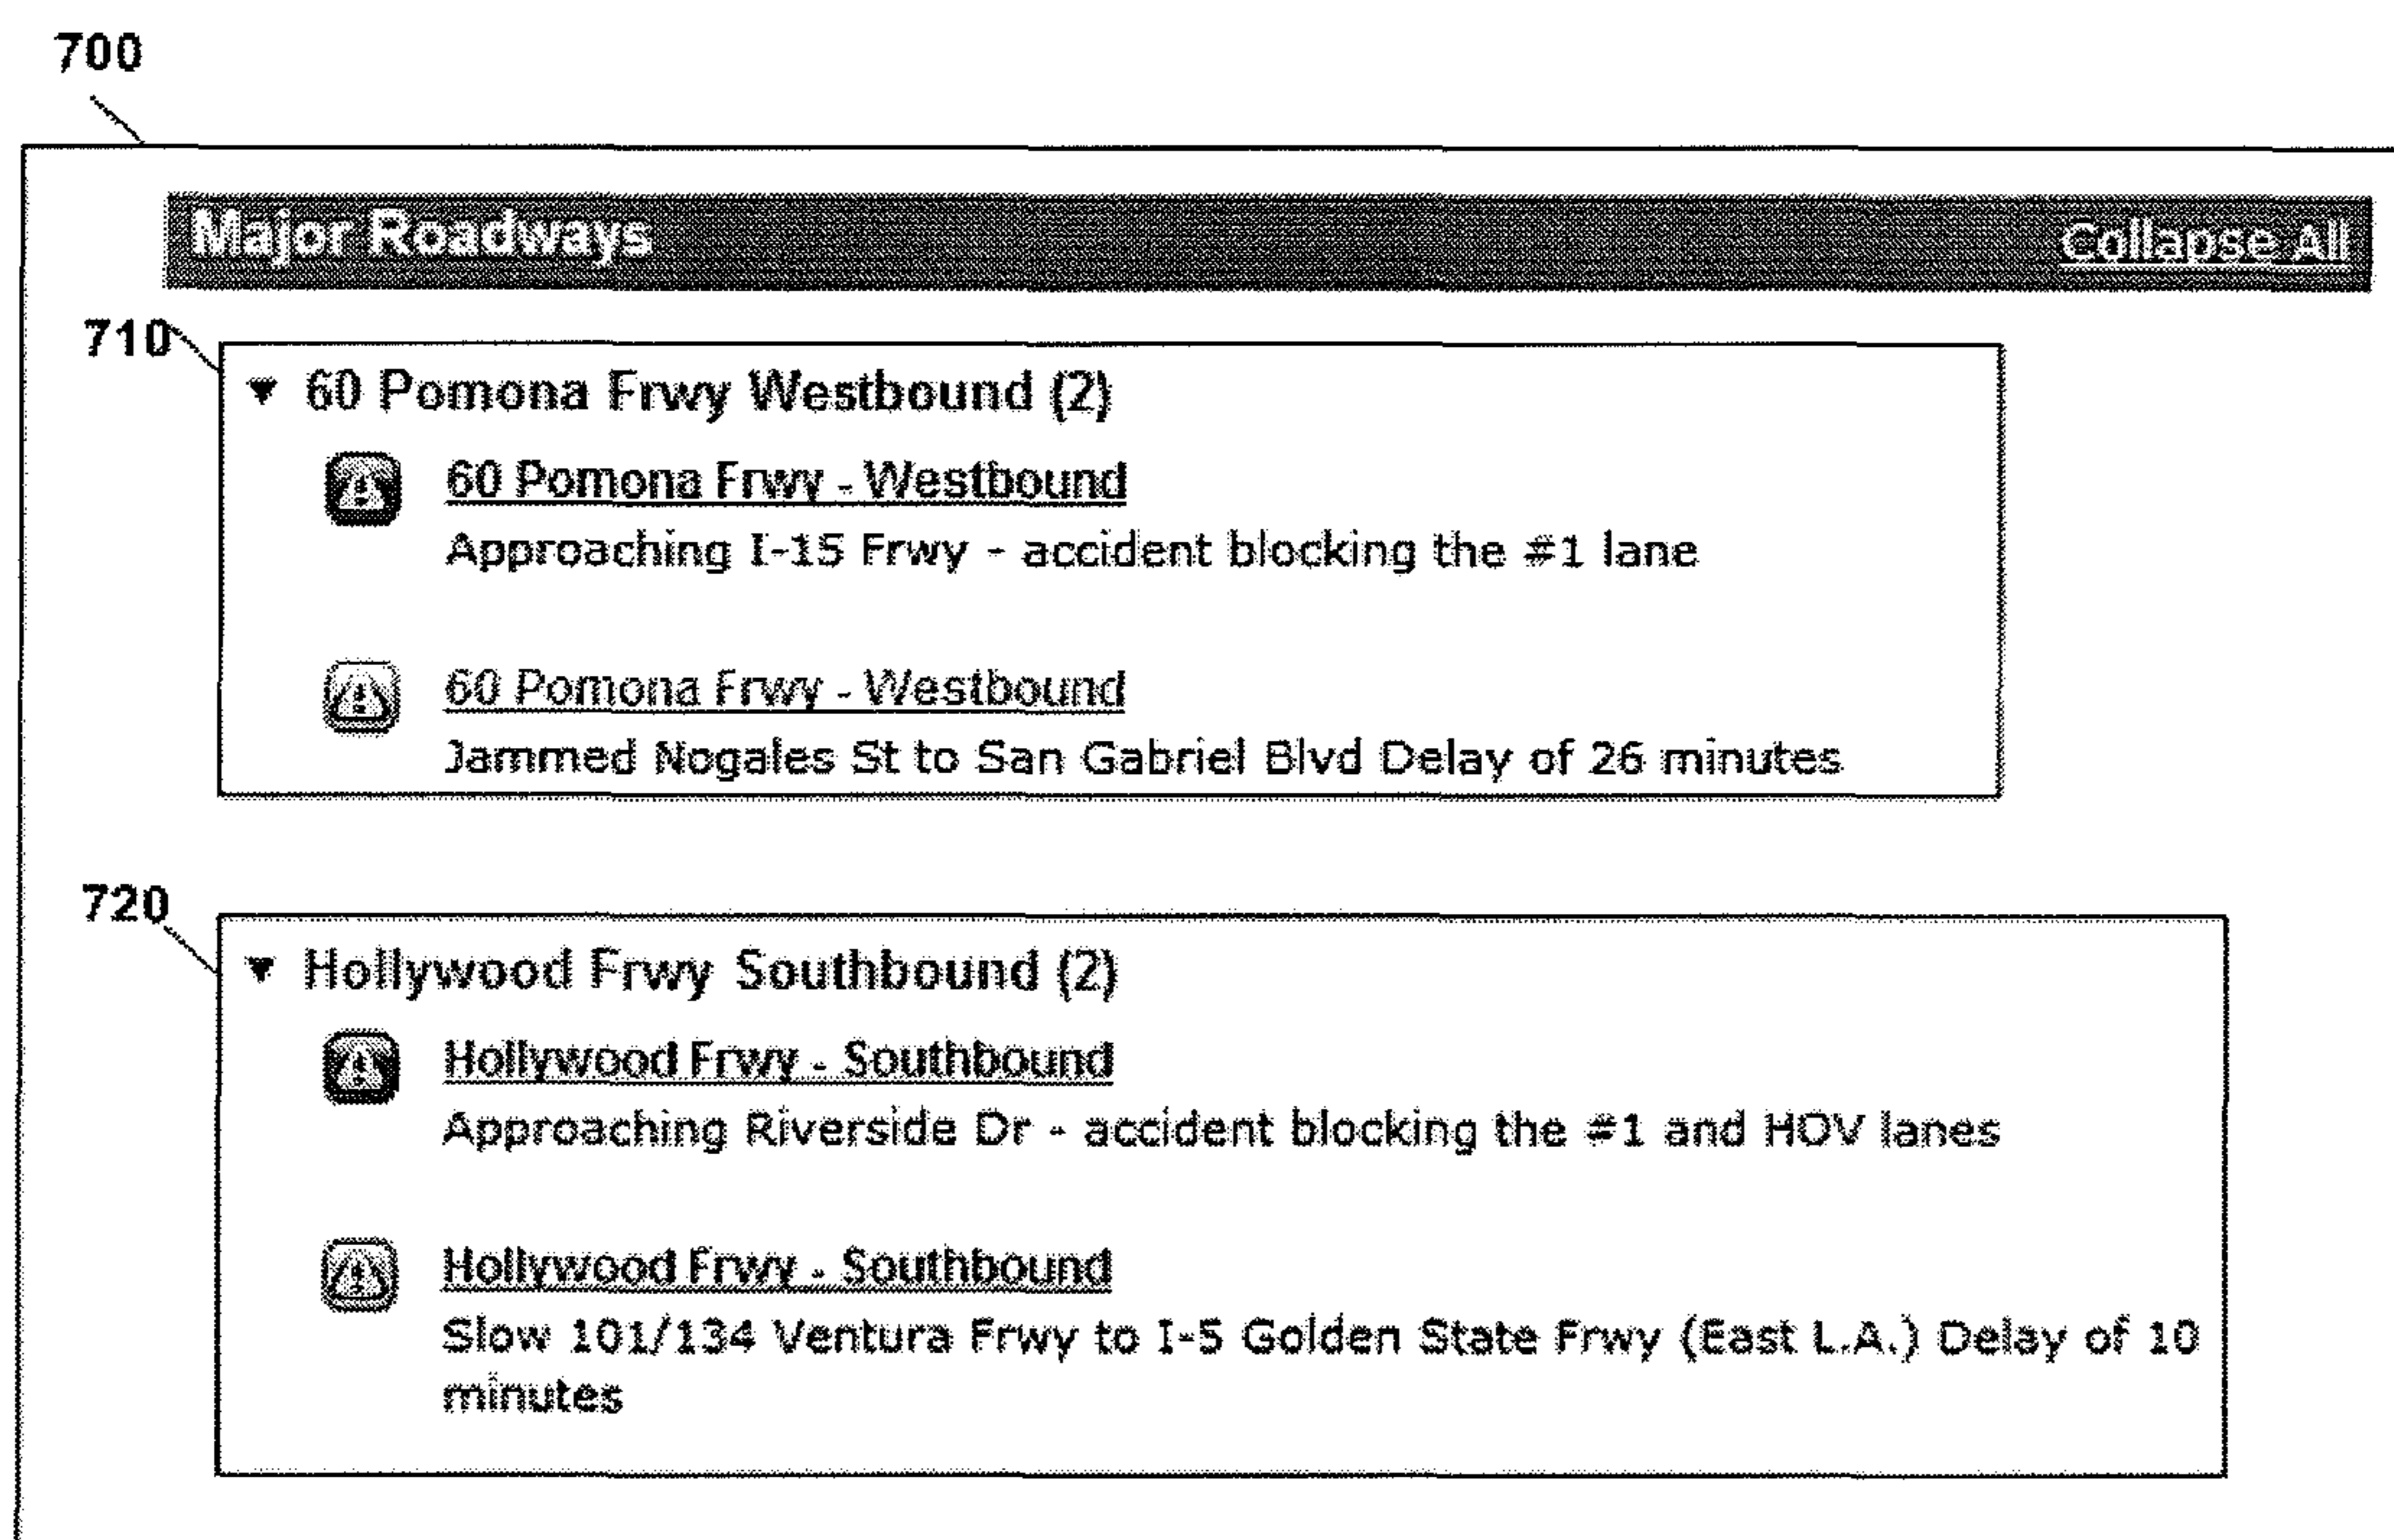 700
Major Roadways
Collapse All
710
60 Pomona Frwy Westbound (2)
60 Pomona Frwy - Westbound
Approaching I-15 Frwy - accident blocking the #1 lane
60 Pomona Frwy - Westbound
Jammed Nogales St to San Gabriel Blvd Delay of 26 minutes
720
Hollywood Frwy Southbound (2)
Hollywood Frwy - Southbound
Approaching Riverside Dr - accident blocking the #1 and HOV lanes
Hollywood Frwy - Southbound
Slow 101/134 Ventura Frwy to I-5 Golden State Frwy (East L.A.) Delay of 10
minutes